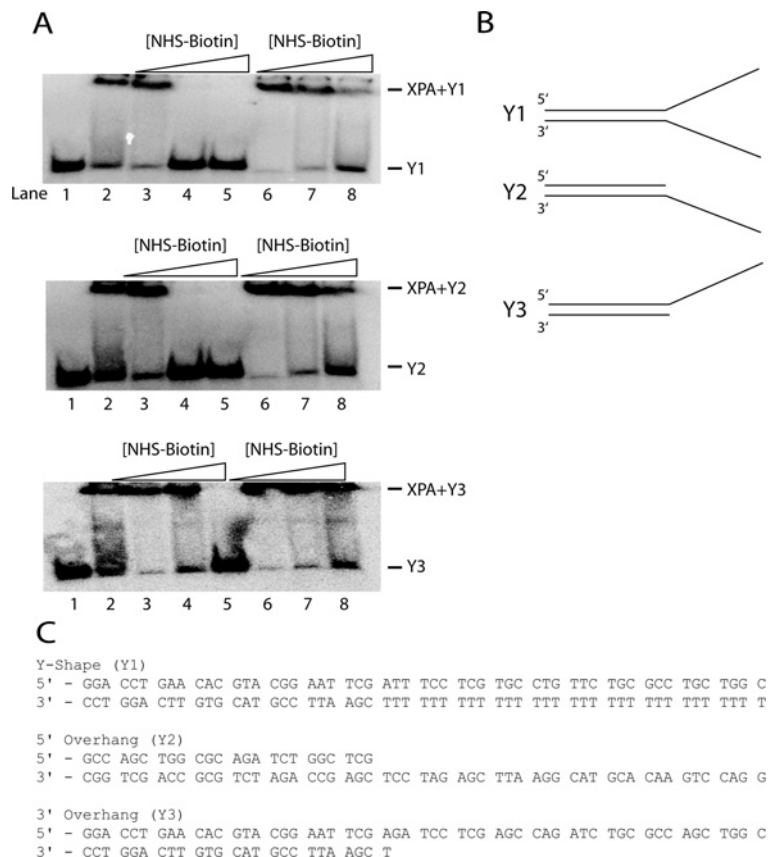 A
B
[NHS-Biotin] [NHS-Biotin]
XPA+Y1
Y1
Lane 1 2 3 4 5 6 7 8
[NHS-Biotin] [NHS-Biotin]
XPA+Y2
Y2
1 2 3 4 5 6 7 8
[NHS-Biotin] [NHS-Biotin]
XPA+Y3
Y3
1 2 3 4 5 6 7 8
5′
Y1
3′
5′
Y2
3′
5′
Y3
3′
C
Y-Shape (Y1)
5' - GGA CCT GAA CAC GTA CGG AAT TCG ATT TCC TCG TGC CTG TTC TGC GCC TGC TGG C
3' - CCT GGA CTT GTG CAT GCC TTA AGC TTT TTT TTT TTT TTT TTT TTT TTT TTT TTT T
5' Overhang (Y2)
5' - GCC AGC TGG CGC AGA TCT GGC TCG
3' - CGG TCG ACC GCG TCT AGA CCG AGC TCC TAG AGC TTA AGG CAT GCA CAA GTC CAG G
3' Overhang (Y3)
5' - GGA CCT GAA CAC GTA CGG AAT TCG AGA TCC TCG AGC CAG ATC TGC GCC AGC TGG C
3' - CCT GGA CTT GTG CAT GCC TTA AGC T